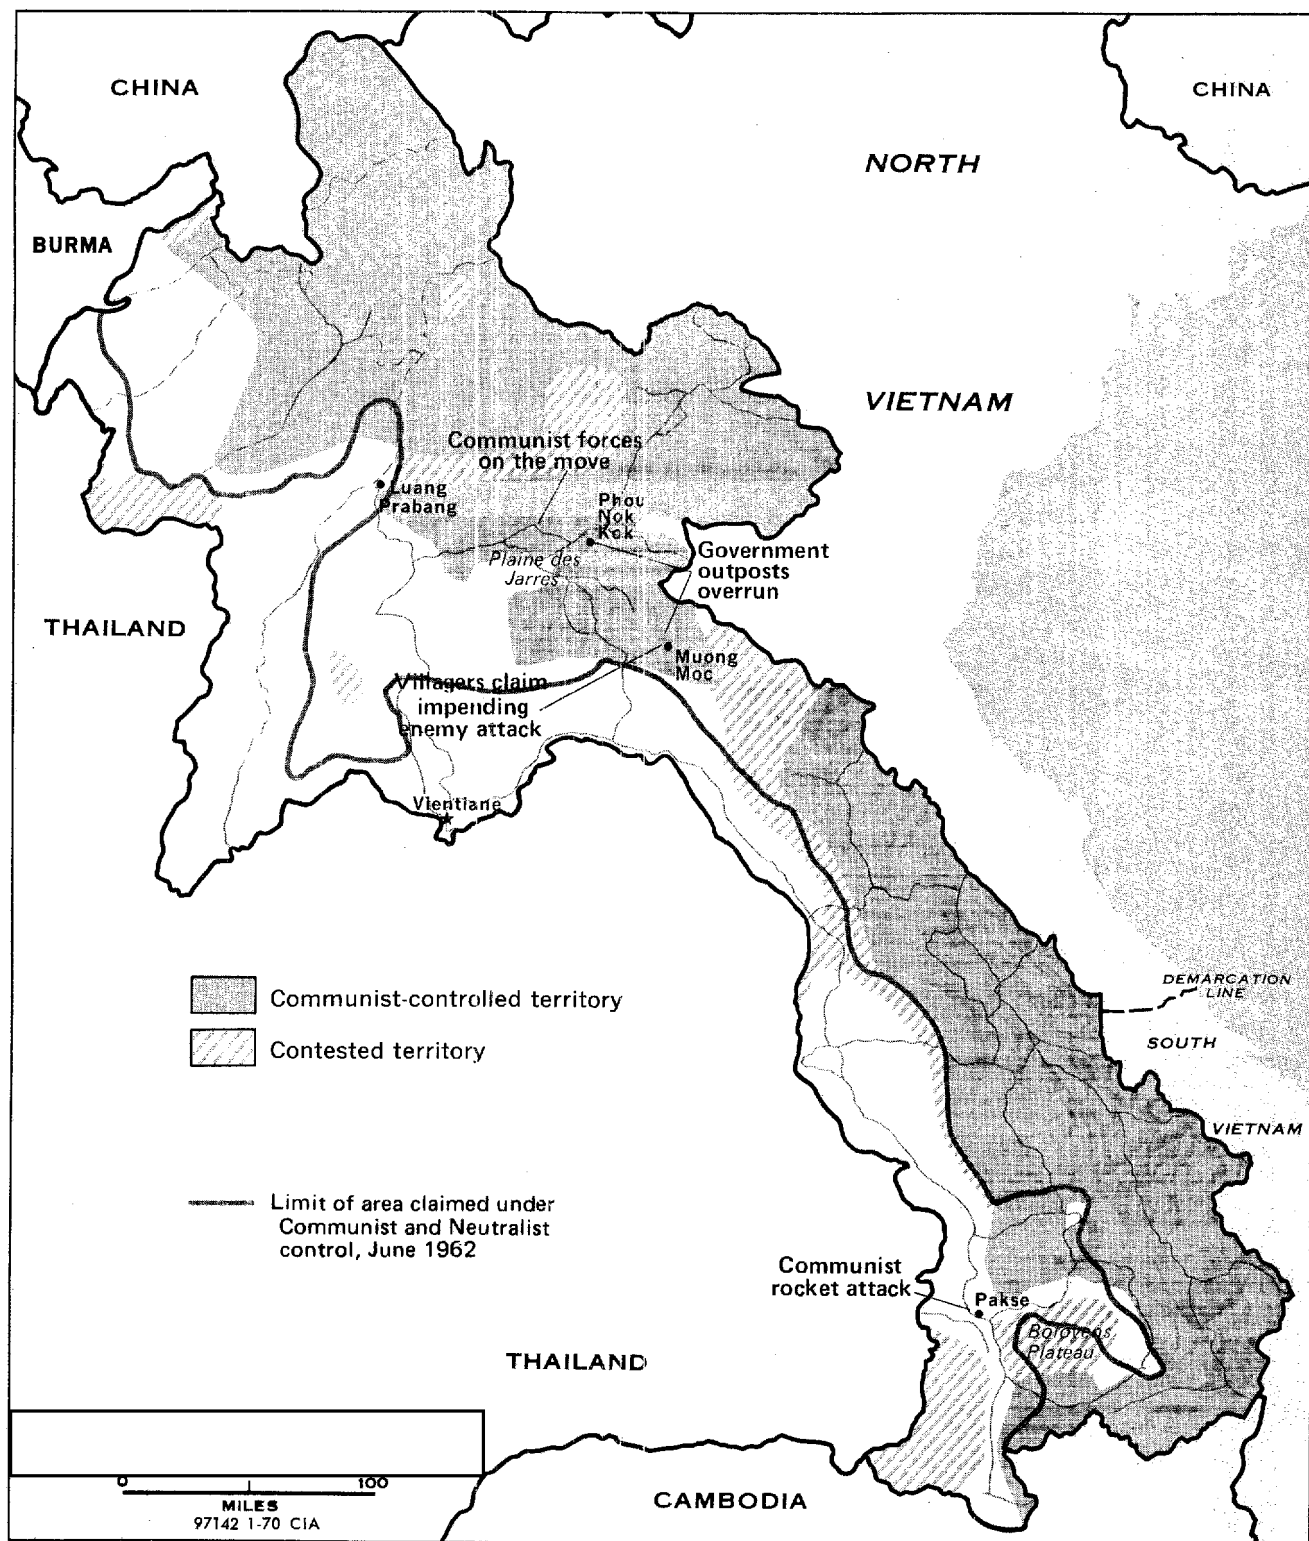 CHINA
CHINA
NORTH
BURMA
VIETNAM
Communist forces
on the move
Luang
Prabang
Phou
Nok
Kok
Plaine des
Jarres
Government
outposts
overrun
THAILAND
Muong
Moc
Villagers claim
impending
enemy attack
Vientiane
Communist-controlled territory
Contested territory
DEMARCATION
LINE
SOUTH
VIETNAM
Limit of area claimed under
Communist and Neutralist
control, June 1962
Communist
rocket attack
Pakse
Bolovens
Plateau
THAILAND
CAMBODIA
0 100
MILES
97142 1-70 CIA